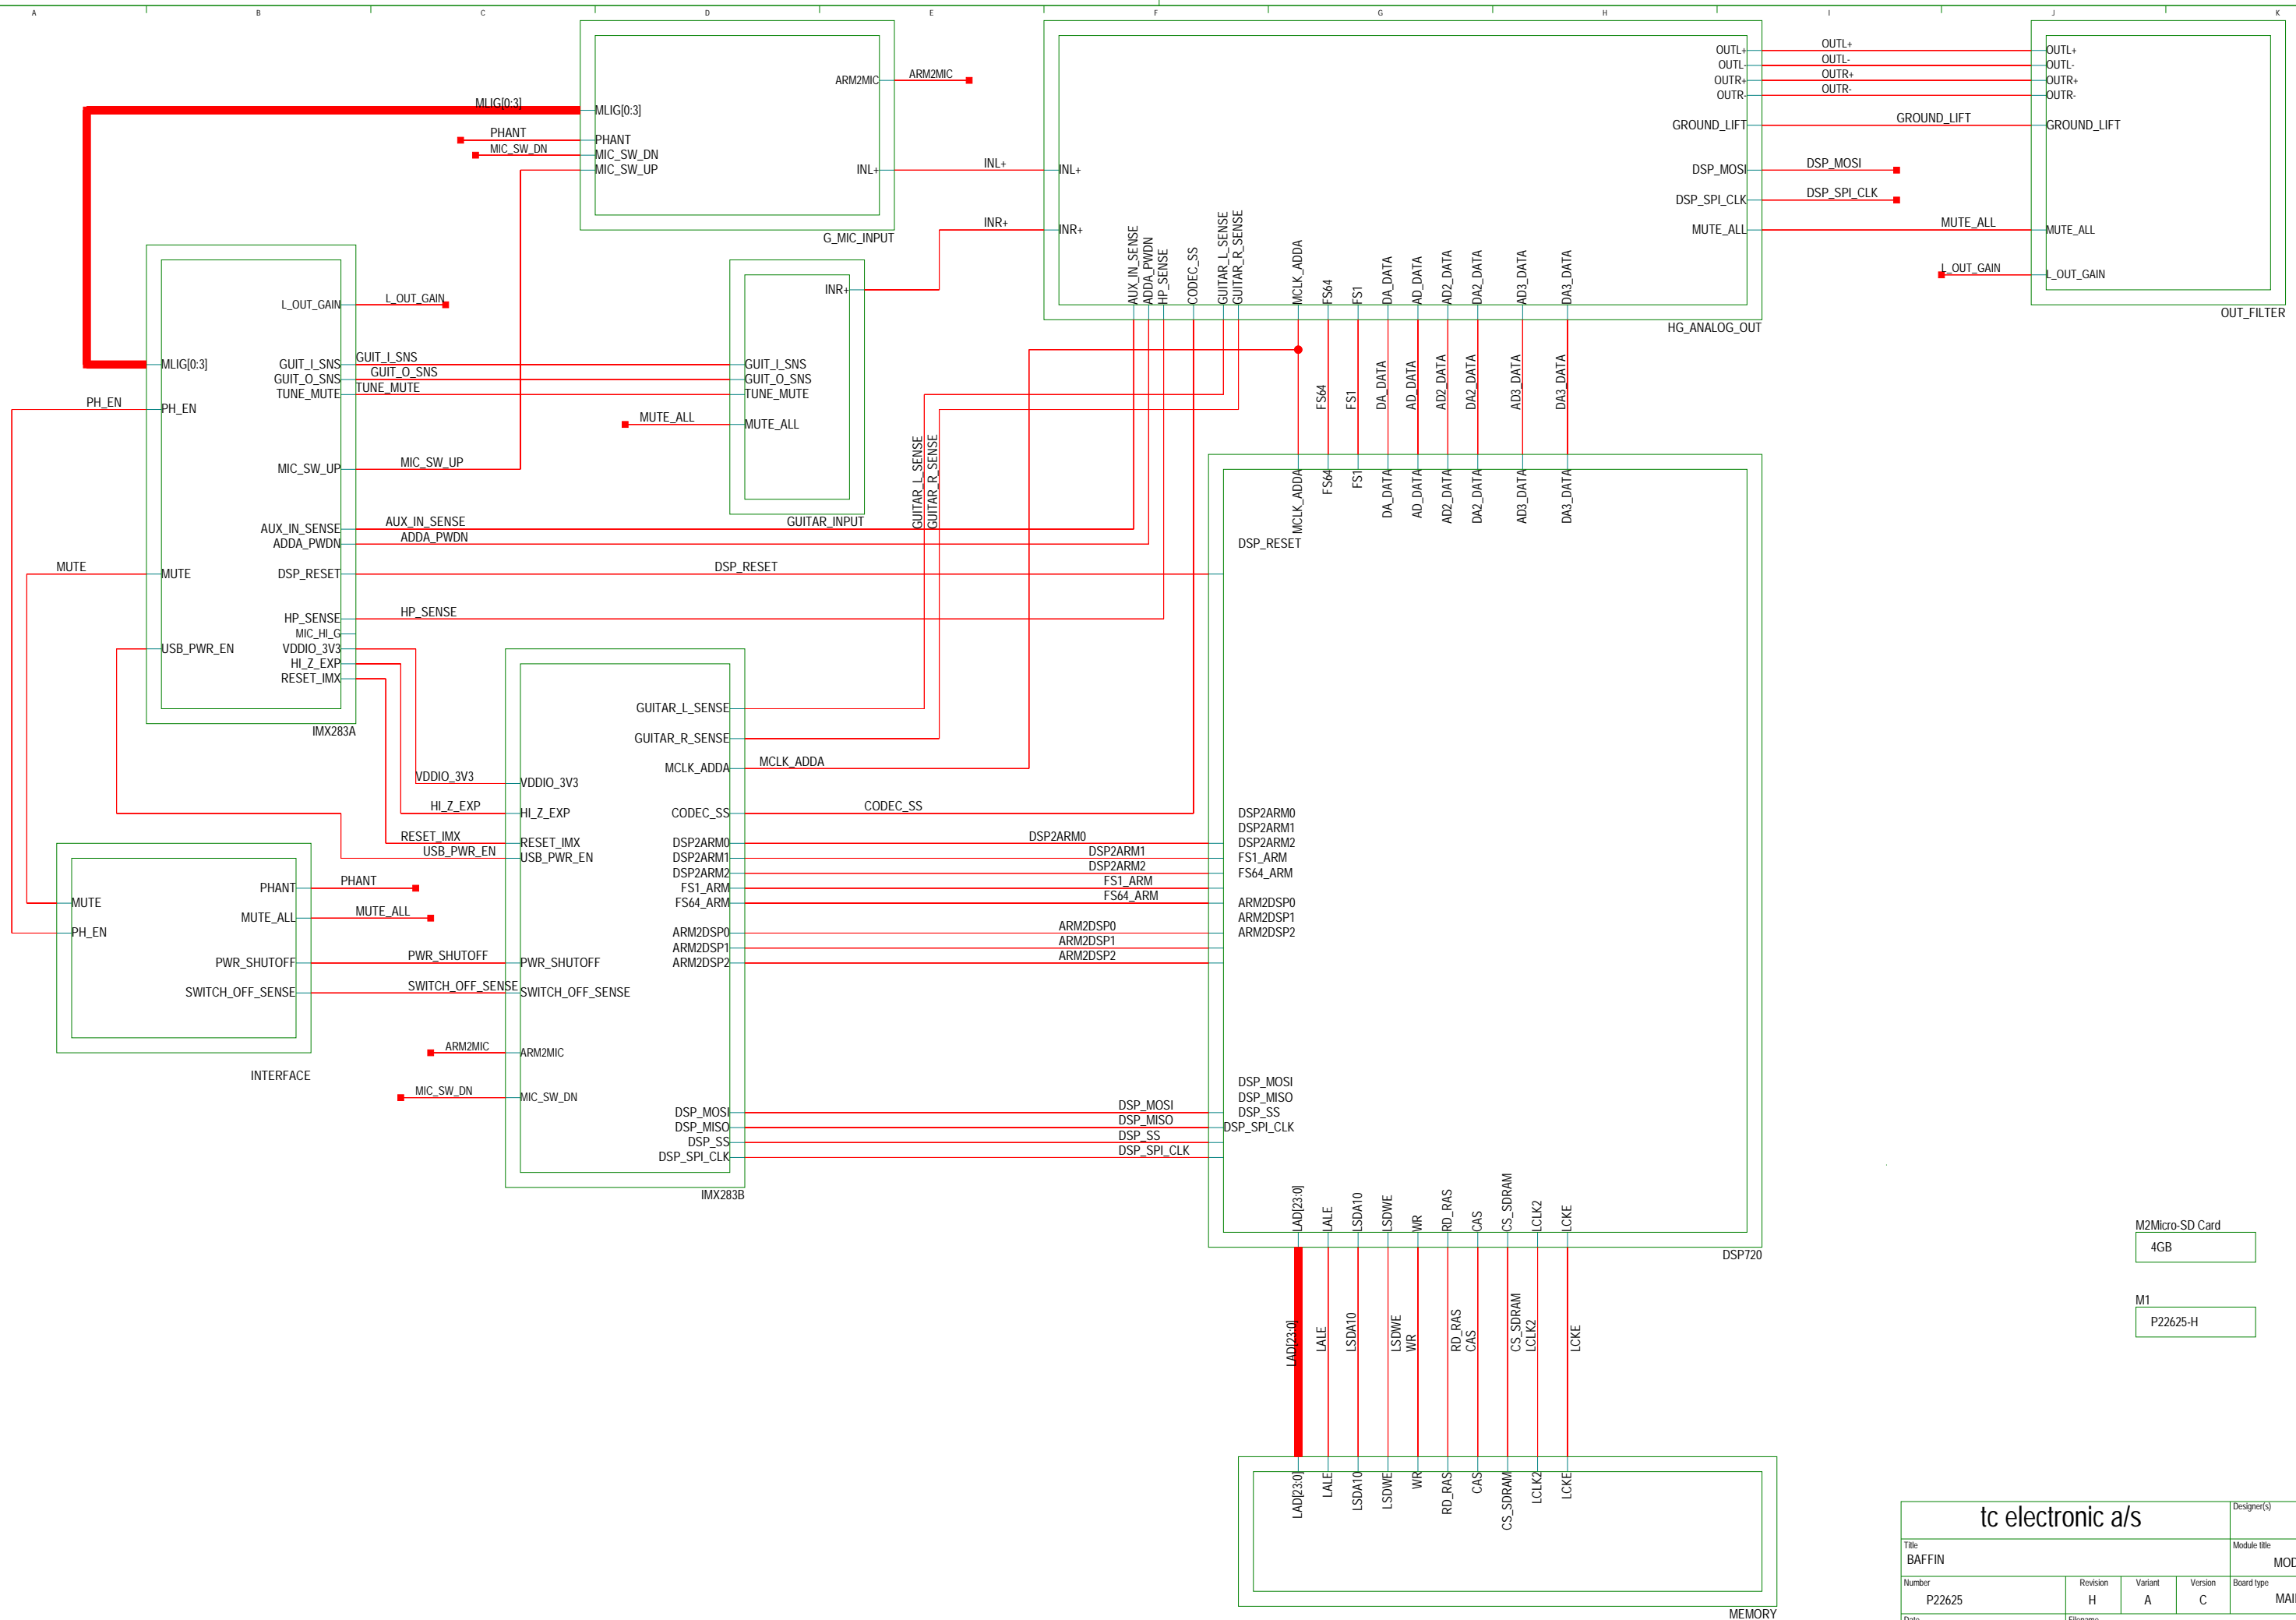 A B C D E F G H I J K
ARM2MIC
ARM2MIC
MLIG[0:3]
MLIG[0:3]
PHANT
PHANT
MIC_SW_DN
MIC_SW_DN
MIC_SW_UP
INL+
INL+
INL+
G_MIC_INPUT
INR+
INR+
INR+
OUTL+
OUTL-
OUTR+
OUTR-
GROUND_LIFT
DSP_MOSI
DSP_SPI_CLK
MUTE_ALL
OUTL+
OUTL-
OUTR+
OUTR-
GROUND_LIFT
DSP_MOSI
DSP_SPI_CLK
MUTE_ALL
L_OUT_GAIN
OUTL+
OUTL-
OUTR+
OUTR-
GROUND_LIFT
MUTE_ALL
L_OUT_GAIN
OUT_FILTER
AUX_IN_SENSE
ADDA_PWDN
HP_SENSE
CODEC_SS
GUITAR_L_SENSE
GUITAR_R_SENSE
MCLK_ADDA
FS64
FS1
DA_DATA
AD_DATA
AD2_DATA
DA2_DATA
AD3_DATA
DA3_DATA
HG_ANALOG_OUT
L_OUT_GAIN
L_OUT_GAIN
MLIG[0:3]
PH_EN
PH_EN
GUIT_I_SNS
GUIT_O_SNS
TUNE_MUTE
GUIT_I_SNS
GUIT_O_SNS
TUNE_MUTE
GUIT_I_SNS
GUIT_O_SNS
TUNE_MUTE
MUTE_ALL
MUTE_ALL
GUITAR_INPUT
MIC_SW_UP
MIC_SW_UP
AUX_IN_SENSE
ADDA_PWDN
AUX_IN_SENSE
ADDA_PWDN
MUTE
MUTE
DSP_RESET
DSP_RESET
HP_SENSE
HP_SENSE
MIC_HI_G
USB_PWR_EN
VDDIO_3V3
HI_Z_EXP
RESET_IMX
IMX283A
GUITAR_L_SENSE
GUITAR_R_SENSE
FS64
FS1
DA_DATA
AD_DATA
AD2_DATA
DA2_DATA
AD3_DATA
DA3_DATA
MCLK_ADDA
FS64
FS1
DA_DATA
AD_DATA
AD2_DATA
DA2_DATA
AD3_DATA
DA3_DATA
DSP_RESET
GUITAR_L_SENSE
GUITAR_R_SENSE
MCLK_ADDA
MCLK_ADDA
VDDIO_3V3
VDDIO_3V3
HI_Z_EXP
HI_Z_EXP
CODEC_SS
CODEC_SS
RESET_IMX
RESET_IMX
USB_PWR_EN
USB_PWR_EN
DSP2ARM0
DSP2ARM1
DSP2ARM2
FS1_ARM
FS64_ARM
ARM2DSP0
ARM2DSP1
ARM2DSP2
DSP2ARM0
DSP2ARM1
DSP2ARM2
FS1_ARM
FS64_ARM
ARM2DSP0
ARM2DSP1
ARM2DSP2
DSP2ARM0
DSP2ARM1
DSP2ARM2
FS1_ARM
FS64_ARM
ARM2DSP0
ARM2DSP1
ARM2DSP2
MUTE
PH_EN
PHANT
PHANT
MUTE_ALL
MUTE_ALL
PWR_SHUTOFF
PWR_SHUTOFF
PWR_SHUTOFF
SWITCH_OFF_SENSE
SWITCH_OFF_SENSE
SWITCH_OFF_SENSE
INTERFACE
ARM2MIC
ARM2MIC
MIC_SW_DN
MIC_SW_DN
DSP_MOSI
DSP_MISO
DSP_SS
DSP_SPI_CLK
IMX283B
DSP_MOSI
DSP_MISO
DSP_SS
DSP_SPI_CLK
DSP_MOSI
DSP_MISO
DSP_SS
DSP_SPI_CLK
LAD[23:0]
LALE
LSDA10
LSDWE
WR
RD_RAS
CAS
CS_SDRAM
LCLK2
LCKE
DSP720
LAD[23:0]
LALE
LSDA10
LSDWE
WR
RD_RAS
CAS
CS_SDRAM
LCLK2
LCKE
LAD[23:0]
LALE
LSDA10
LSDWE
WR
RD_RAS
CAS
CS_SDRAM
LCLK2
LCKE
MEMORY
M2Micro-SD Card
4GB
M1
P22625-H
tc electronic a/s
Designer(s)
Title
BAFFIN
Module title
Number
P22625
Revision
H
Variant
A
Version
C
Board type